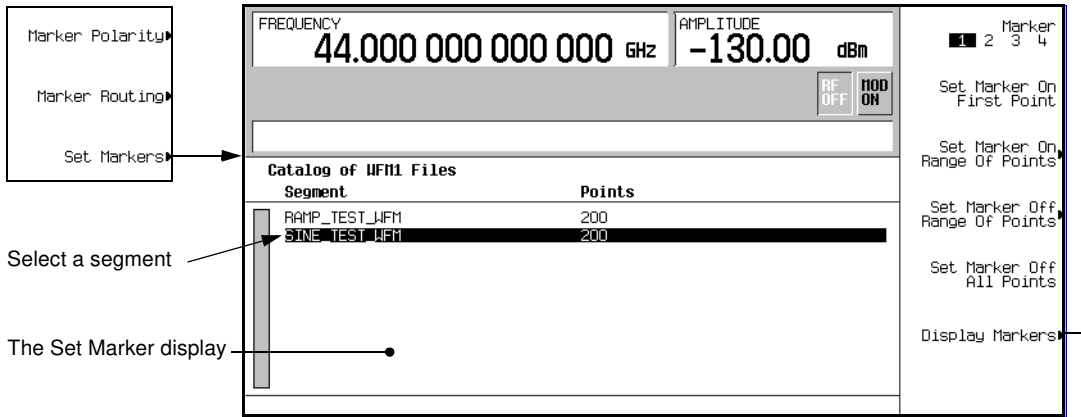 Marker Polarity
Marker Routing
Set Markers
Select a segment
The Set Marker display
FREQUENCY
44.000 000 000 000 GHz
AMPLITUDE
-130.00 dBm
RF
OFF
MOD
ON
Catalog of WFM1 Files
Segment Points
RAMP_TEST_WFM 200
SINE_TEST_WFM 200
Marker
1 2 3 4
Set Marker On
First Point
Set Marker On
Range Of Points
Set Marker Off
Range Of Points
Set Marker Off
All Points
Display Markers